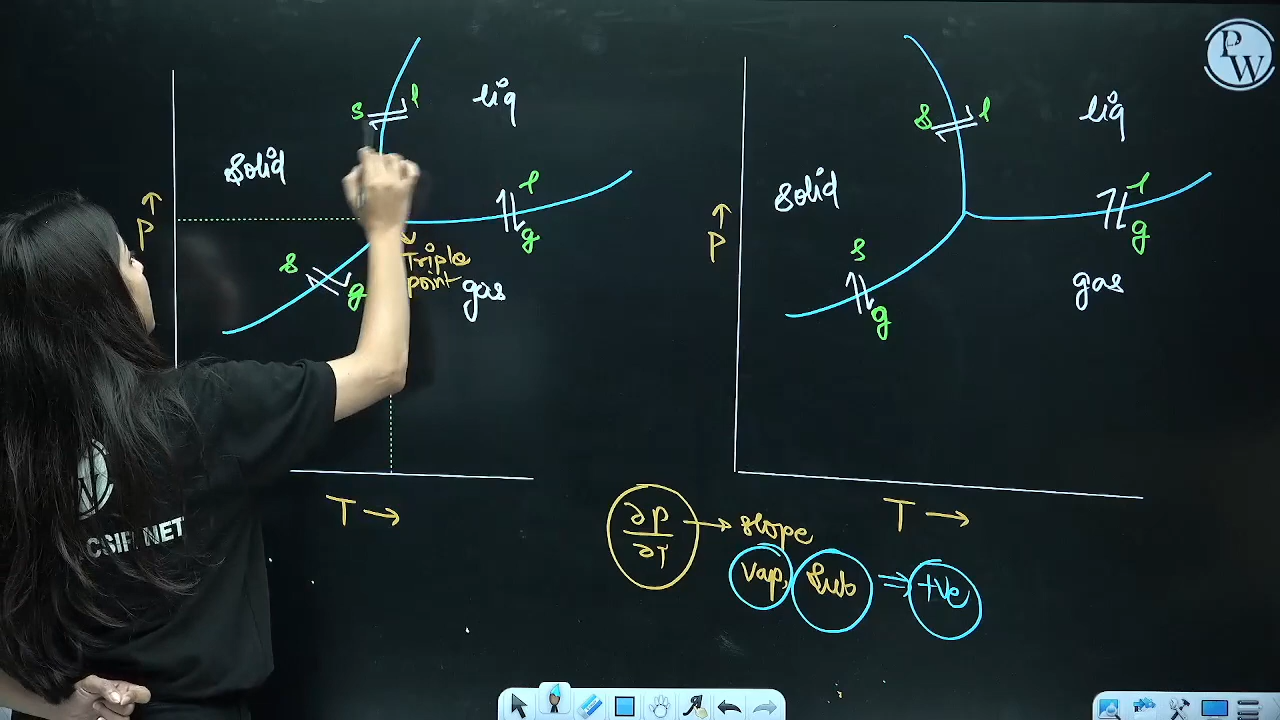 PW
s ⇌ l
liq
solid
l
g
P ↑
s
g
Triple
point
gas
T →
s ⇌ l
liq
solid
l
g
P ↑
s
g
gas
T →
∂P/∂T → slope
Vap, Sub ⇒ +ve
CSIR NET